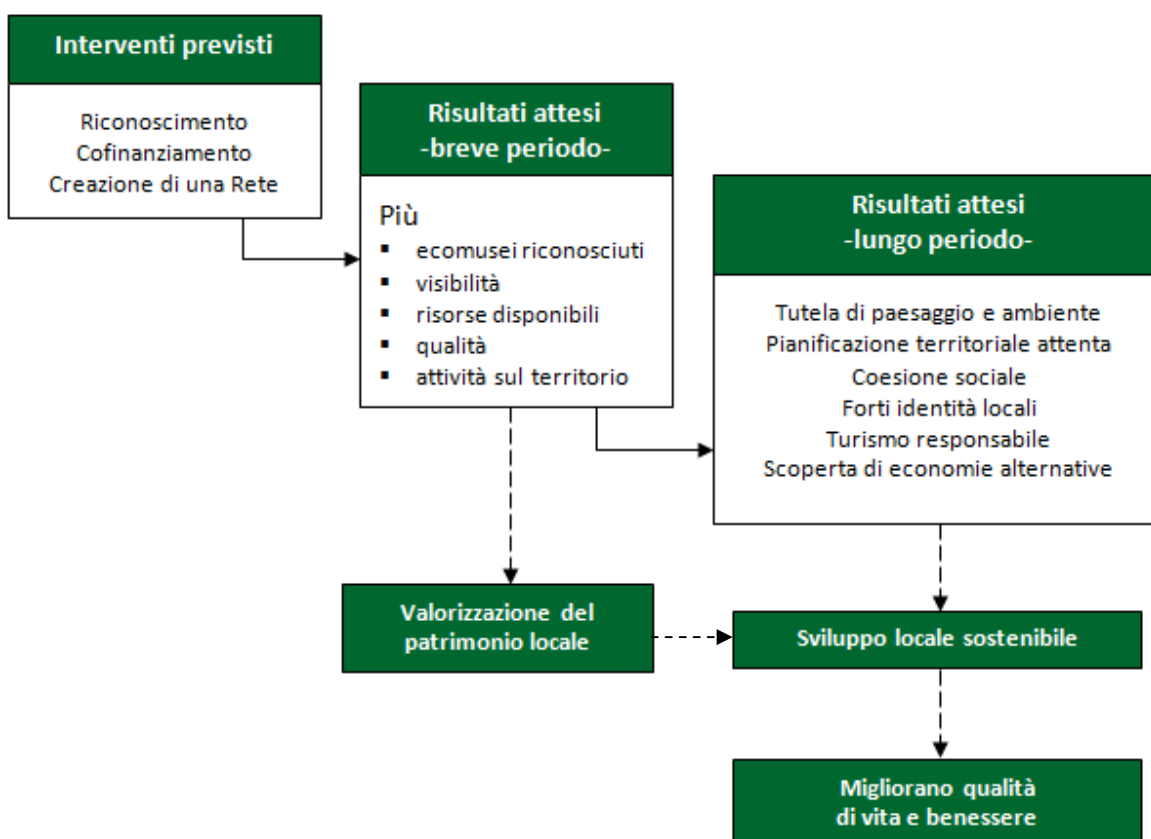 Interventi previsti
Riconoscimento
Cofinanziamento
Creazione di una Rete
Risultati attesi
-breve periodo-
Più
▪ ecomusei riconosciuti
▪ visibilità
▪ risorse disponibili
▪ qualità
▪ attività sul territorio
Risultati attesi
-lungo periodo-
Tutela di paesaggio e ambiente
Pianificazione territoriale attenta
Coesione sociale
Forti identità locali
Turismo responsabile
Scoperta di economie alternative
Valorizzazione del
patrimonio locale
Sviluppo locale sostenibile
Migliorano qualità
di vita e benessere